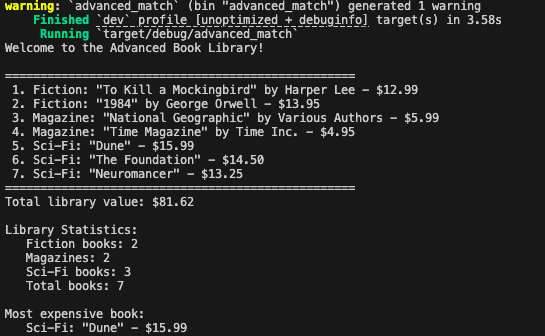 warning: `advanced_match` (bin "advanced_match") generated 1 warning
    Finished `dev` profile [unoptimized + debuginfo] target(s) in 3.58s
     Running `target/debug/advanced_match`
Welcome to the Advanced Book Library!

==================================================
 1. Fiction: "To Kill a Mockingbird" by Harper Lee - $12.99
 2. Fiction: "1984" by George Orwell - $13.95
 3. Magazine: "National Geographic" by Various Authors - $5.99
 4. Magazine: "Time Magazine" by Time Inc. - $4.95
 5. Sci-Fi: "Dune" - $15.99
 6. Sci-Fi: "The Foundation" - $14.50
 7. Sci-Fi: "Neuromancer" - $13.25
==================================================
Total library value: $81.62

Library Statistics:
   Fiction books: 2
   Magazines: 2
   Sci-Fi books: 3
   Total books: 7

Most expensive book:
   Sci-Fi: "Dune" - $15.99